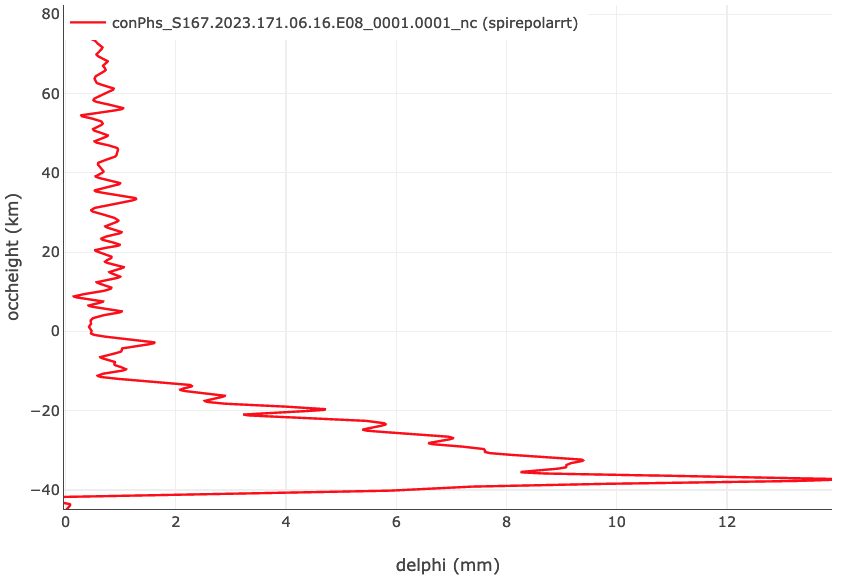 conPhs_S167.2023.171.06.16.E08_0001.0001_nc (spirepolarrt)
80
60
40
20
0
−20
−40
occheight (km)
0 2 4 6 8 10 12
delphi (mm)